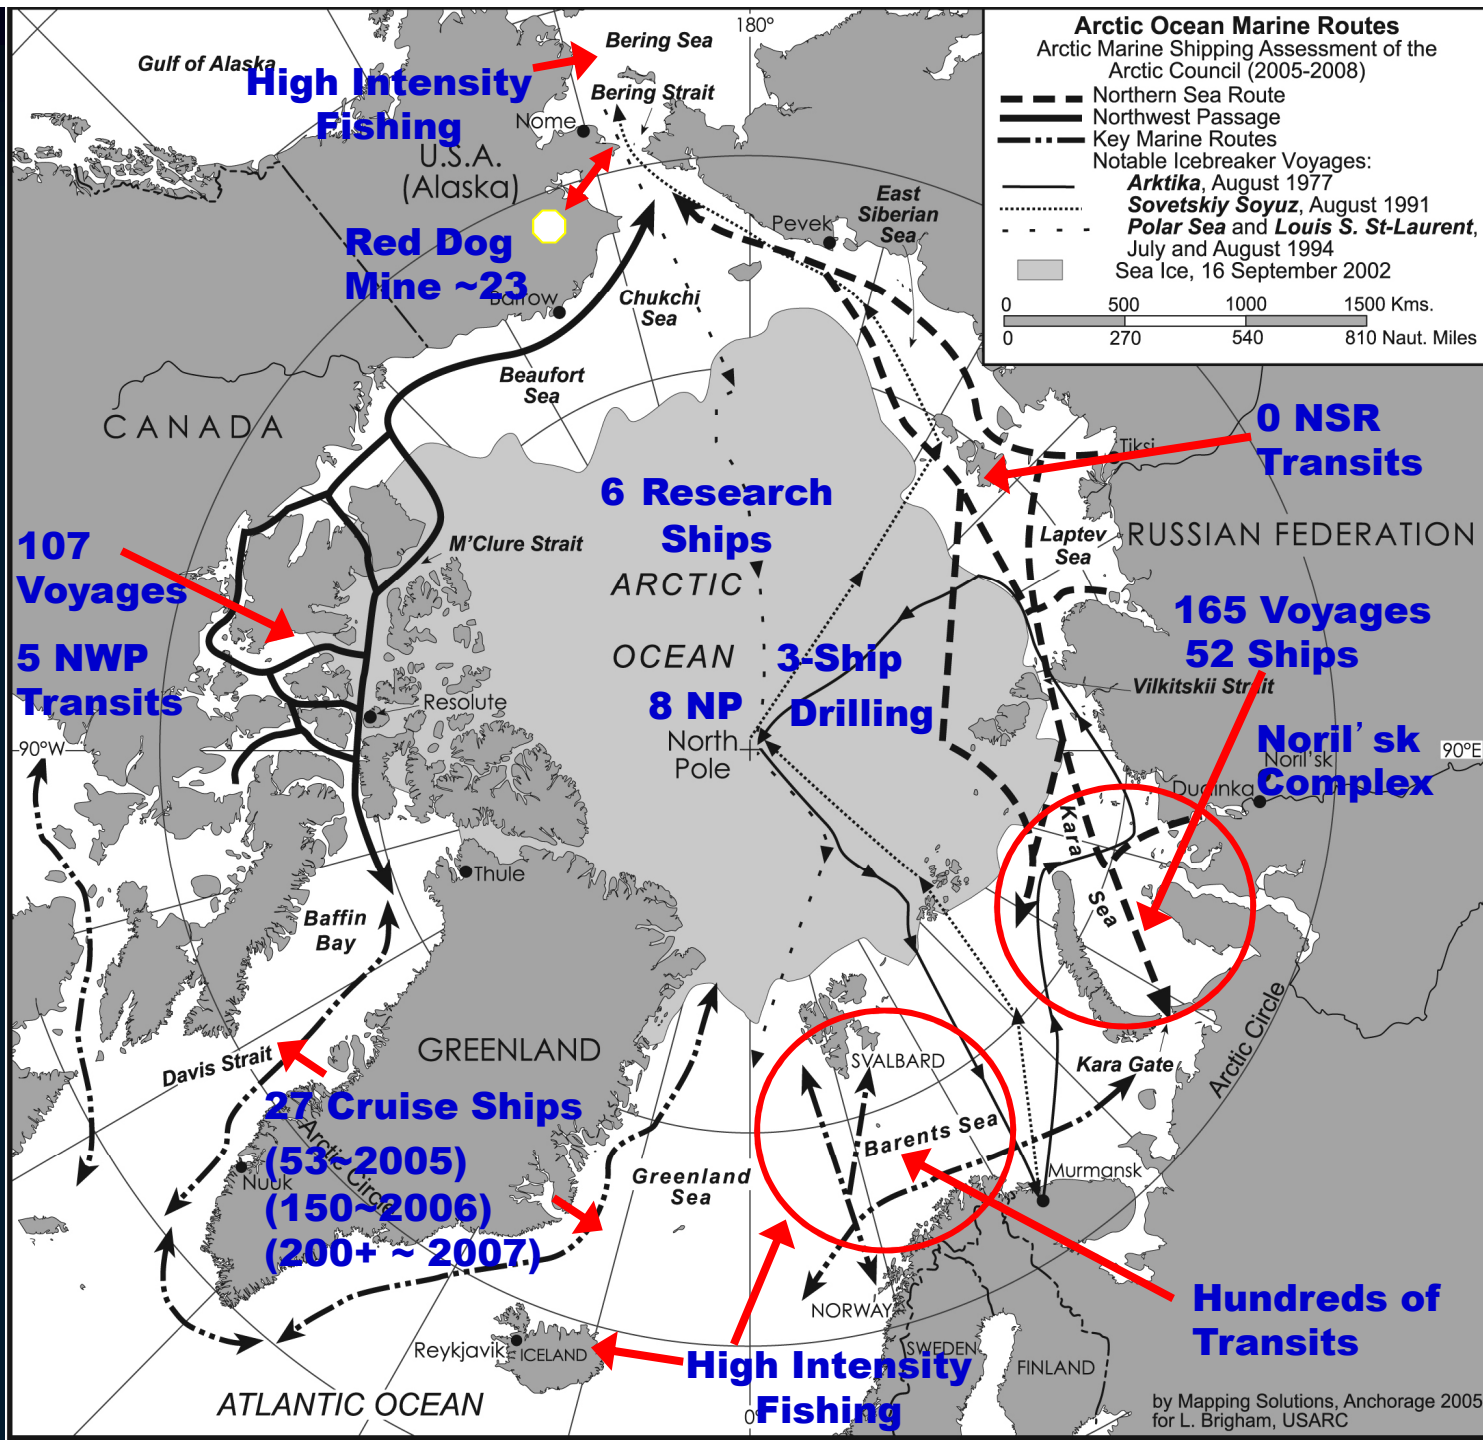 180°
Bering Sea
Gulf of Alaska
High Intensity
Fishing
Bering Strait
Nome
U.S.A.
(Alaska)
Red Dog
Mine ~23
Barrow
Chukchi
Sea
Beaufort
Sea
East
Siberian
Sea
Pevek
Arctic Ocean Marine Routes
Arctic Marine Shipping Assessment of the
Arctic Council (2005-2008)
Northern Sea Route
Northwest Passage
Key Marine Routes
Notable Icebreaker Voyages:
Arktika, August 1977
Sovetskiy Soyuz, August 1991
Polar Sea and Louis S. St-Laurent,
July and August 1994
Sea Ice, 16 September 2002
0 500 1000 1500 Kms.
0 270 540 810 Naut. Miles
CANADA
0 NSR
Transits
Tiksi
6 Research
Ships
107
Voyages
M'Clure Strait
ARCTIC
OCEAN
Laptev
Sea
RUSSIAN FEDERATION
5 NWP
Transits
165 Voyages
52 Ships
3-Ship
Drilling
8 NP
Vilkitskii Strait
Resolute
North
Pole
90°W
Noril'sk
Complex
Noril'sk
90°E
Dudinka
Kara
Sea
Thule
Baffin
Bay
Davis Strait
GREENLAND
SVALBARD
Kara Gate
Arctic Circle
27 Cruise Ships
(53~2005)
(150~2006)
(200+ ~ 2007)
Arctic Circle
Nuuk
Greenland
Sea
Barents Sea
Murmansk
Hundreds of
Transits
NORWAY
Reykjavik
ICELAND
High Intensity
Fishing
SWEDEN
FINLAND
ATLANTIC OCEAN
0°
by Mapping Solutions, Anchorage 2005
for L. Brigham, USARC